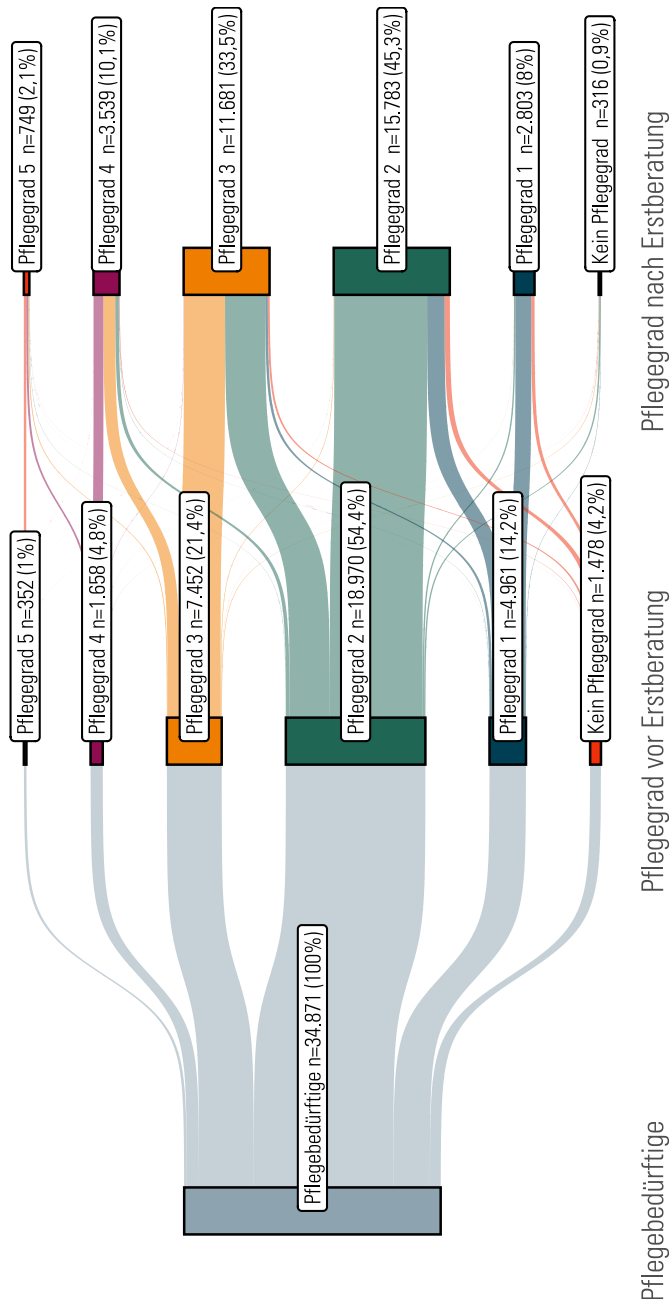 Pflegebedürftige
Pflegegrad vor Erstberatung
Pflegegrad nach Erstberatung
Pflegebedürftige n=34.871 (100%)
Pflegegrad 5 n=352 (1%)
Pflegegrad 4 n=1.658 (4,8%)
Pflegegrad 3 n=7.452 (21,4%)
Pflegegrad 2 n=18.970 (54,4%)
Pflegegrad 1 n=4.961 (14,2%)
Kein Pflegegrad n=1.478 (4,2%)
Pflegegrad 5 n=749 (2,1%)
Pflegegrad 4 n=3.539 (10,1%)
Pflegegrad 3 n=11.681 (33,5%)
Pflegegrad 2 n=15.783 (45,3%)
Pflegegrad 1 n=2.803 (8%)
Kein Pflegegrad n=316 (0,9%)